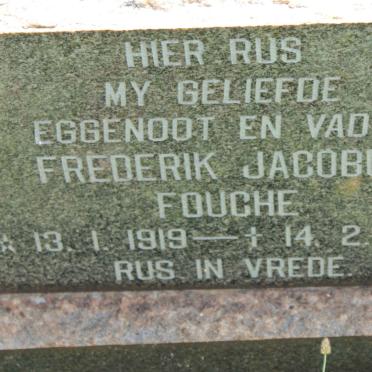 HIER RUS
MY GELIEFDE
EGGENOOT EN VAD
FREDERIK JACOB
FOUCHE
13. 1. 1919 — † 14. 2.
RUS IN VREDE.